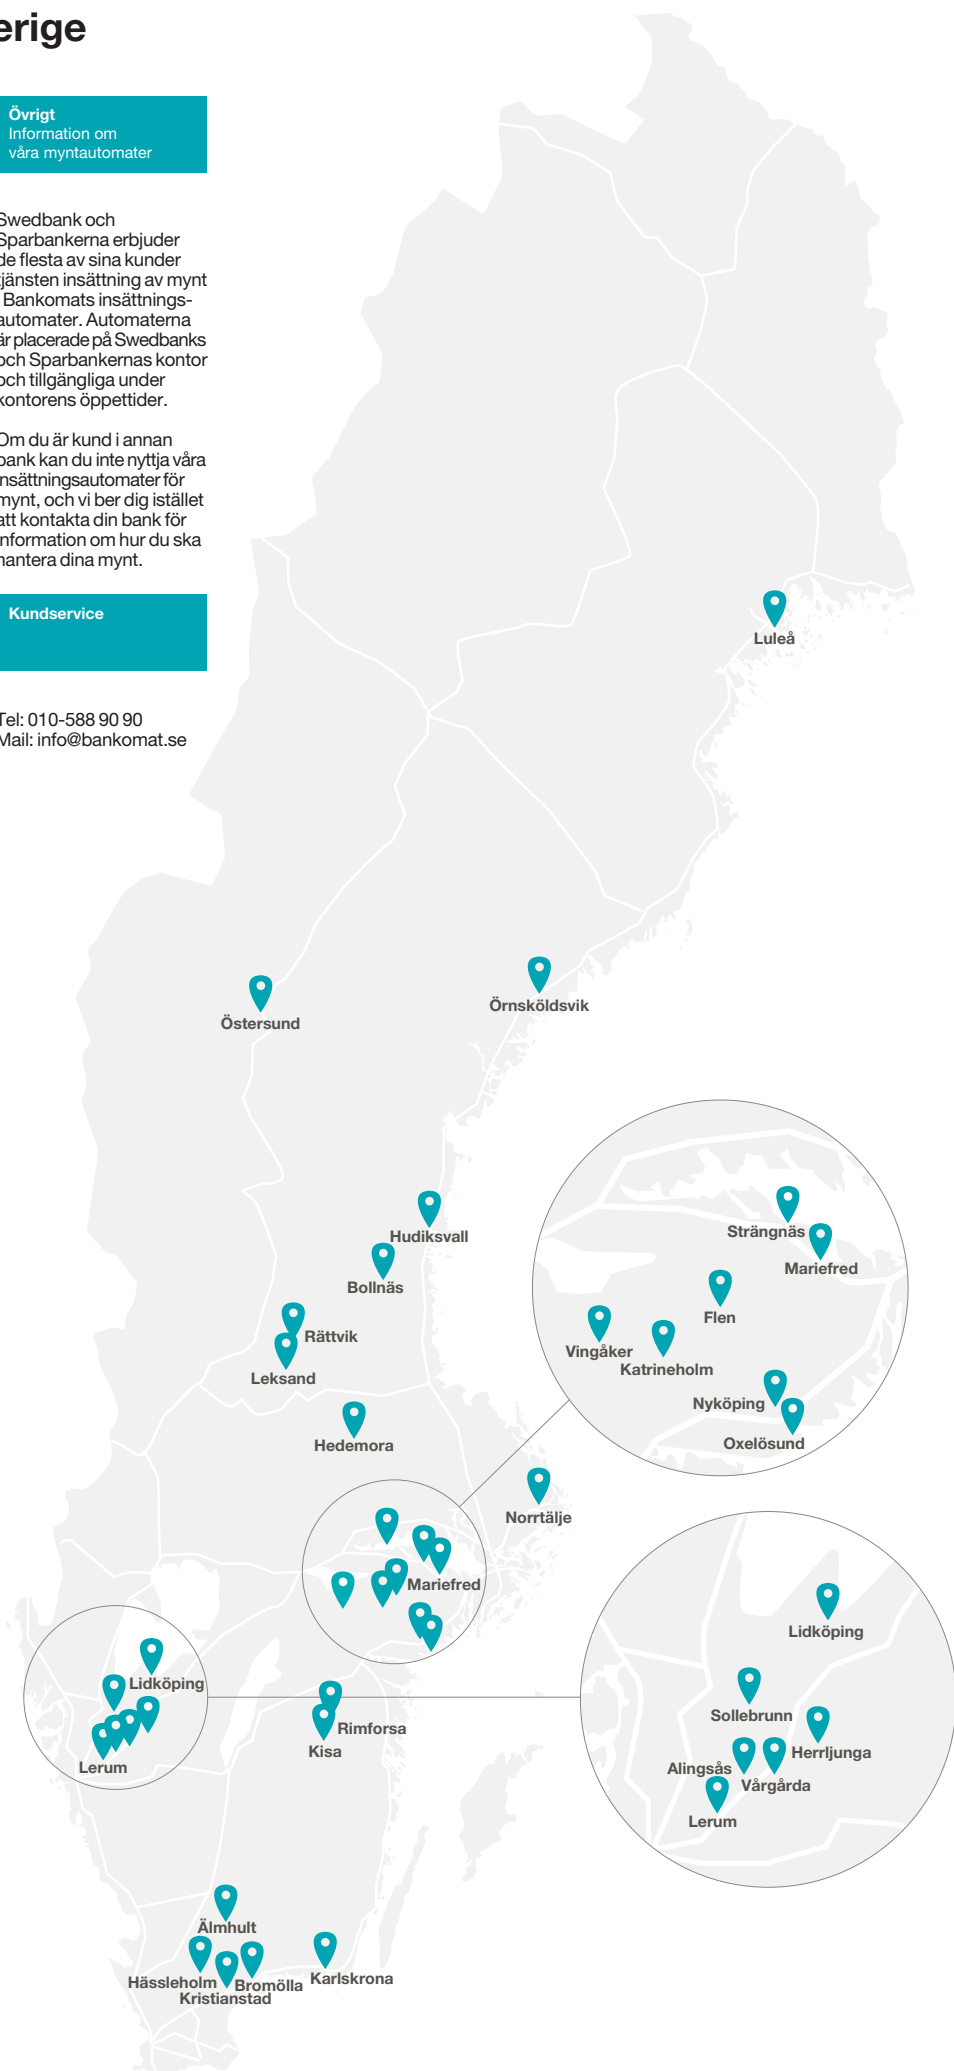 erige
Övrigt
Information om
våra myntautomater
Swedbank och
Sparbankerna erbjuder
de flesta av sina kunder
tjänsten insättning av mynt
Bankomats insättnings-
automater. Automaterna
är placerade på Swedbanks
och Sparbankernas kontor
och tillgängliga under
kontorens öppettider.
Om du är kund i annan
bank kan du inte nyttja våra
insättningsautomater för
mynt, och vi ber dig istället
att kontakta din bank för
information om hur du ska
hantera dina mynt.
Kundservice
Tel: 010-588 90 90
Mail: info@bankomat.se
Luleå
Örnsköldsvik
Östersund
Hudiksvall
Bollnäs
Rättvik
Leksand
Hedemora
Norrtälje
Mariefred
Strängnäs
Mariefred
Flen
Vingåker
Katrineholm
Nyköping
Oxelösund
Lidköping
Lerum
Rimforsa
Kisa
Lidköping
Sollebrunn
Herrljunga
Alingsås
Vårgårda
Lerum
Älmhult
Hässleholm
Kristianstad
Bromölla
Karlskrona